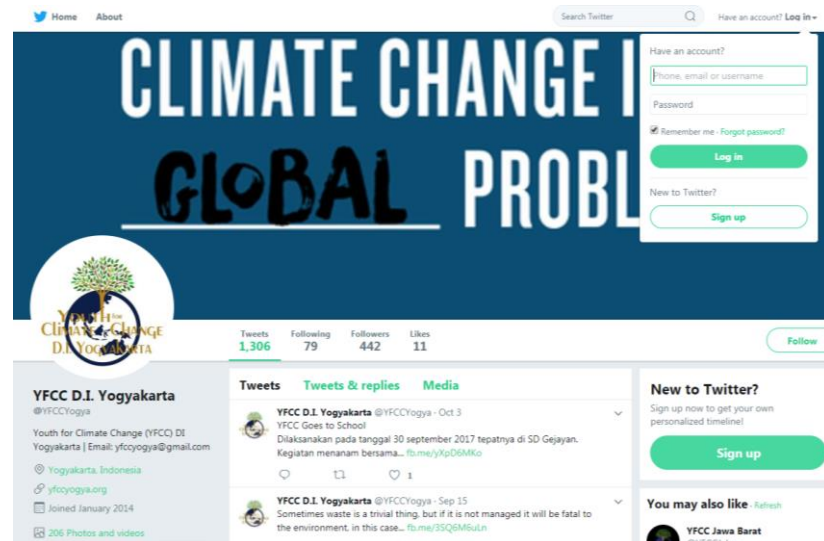 Home About
Search Twitter
Have an account? Log in
CLIMATE CHANGE I
GLOBAL PROBL
Have an account?
Phone, email or username
Password
Remember me · Forgot password?
Log in
New to Twitter?
Sign up
YOUTH FOR
CLIMATE CHANGE
D.I. YOGYAKARTA
Tweets Following Followers Likes
1,306 79 442 11
Follow
YFCC D.I. Yogyakarta
@YFCCYogya
Youth for Climate Change (YFCC) DI
Yogyakarta | Email: yfccyogya@gmail.com
Yogyakarta, Indonesia
yfccyogya.org
Joined January 2014
206 Photos and videos
Tweets Tweets & replies Media
YFCC D.I. Yogyakarta @YFCCYogya · Oct 3
YFCC Goes to School
Dilaksanakan pada tanggal 30 september 2017 tepatnya di SD Gejayan.
Kegiatan menanam bersama... fb.me/yXpD6MKo
1
YFCC D.I. Yogyakarta @YFCCYogya · Sep 15
Sometimes waste is a trivial thing, but if it is not managed it will be fatal to
the environment, in this case... fb.me/3SQ6M6uLn
New to Twitter?
Sign up now to get your own
personalized timeline!
Sign up
You may also like · Refresh
YFCC Jawa Barat